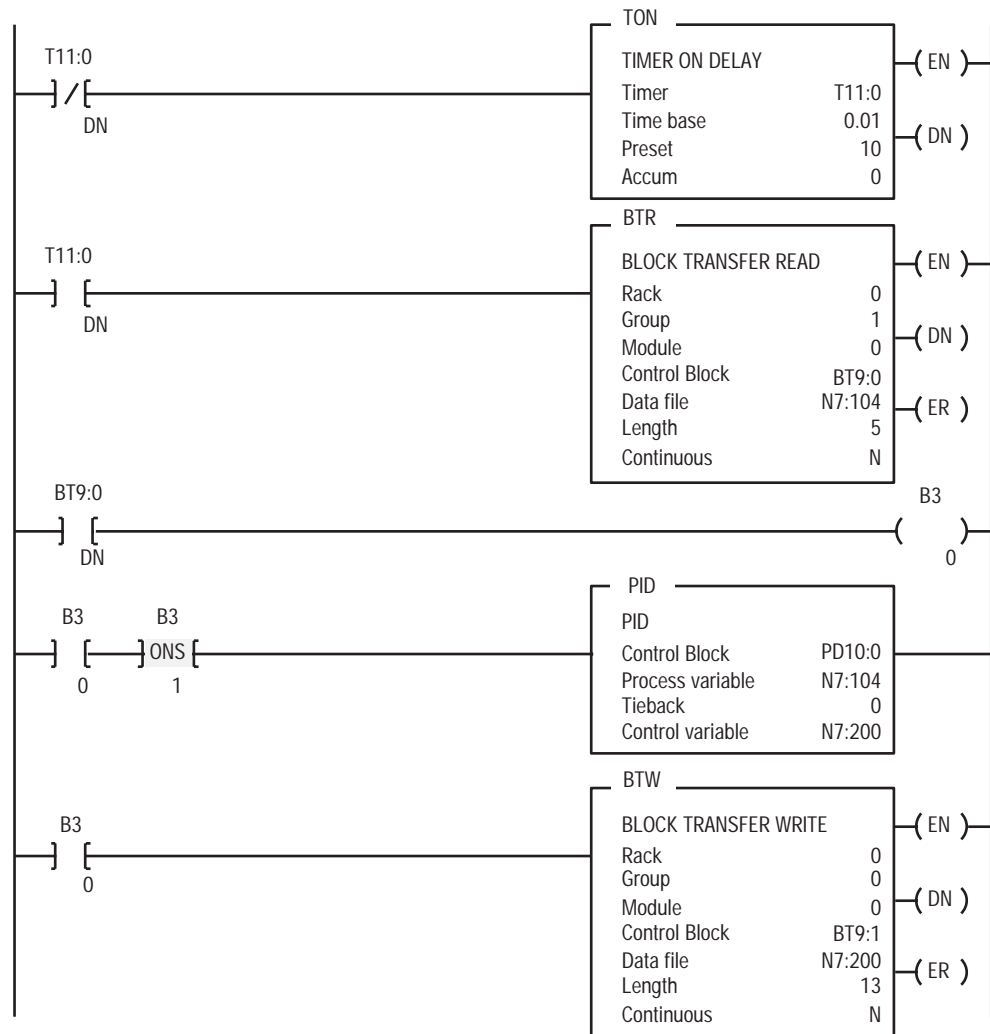 TON
T11:0
TIMER ON DELAY
EN
Timer T11:0
DN
Time base 0.01
DN
Preset 10
Accum 0
BTR
T11:0
BLOCK TRANSFER READ
EN
Rack 0
DN
Group 1
DN
Module 0
Control Block BT9:0
Data file N7:104
ER
Length 5
Continuous N
BT9:0
B3
DN
0
PID
B3 B3
PID
ONS
Control Block PD10:0
0 1
Process variable N7:104
Tieback 0
Control variable N7:200
BTW
B3
BLOCK TRANSFER WRITE
EN
Rack 0
0
Group 0
DN
Module 0
Control Block BT9:1
Data file N7:200
ER
Length 13
Continuous N